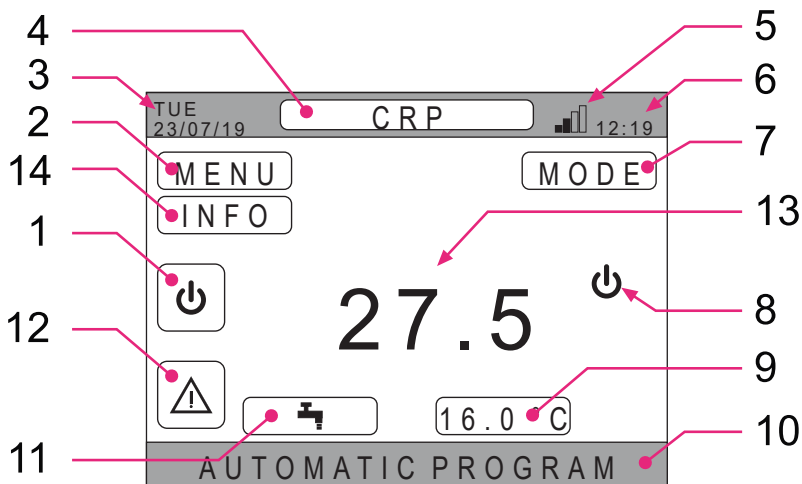 4
5
3
6
TUE
CRP
23/07/19
12:19
2
MENU
MODE
7
14
INFO
13
1
27.5
8
12
9
16.0°C
11
10
AUTOMATIC PROGRAM